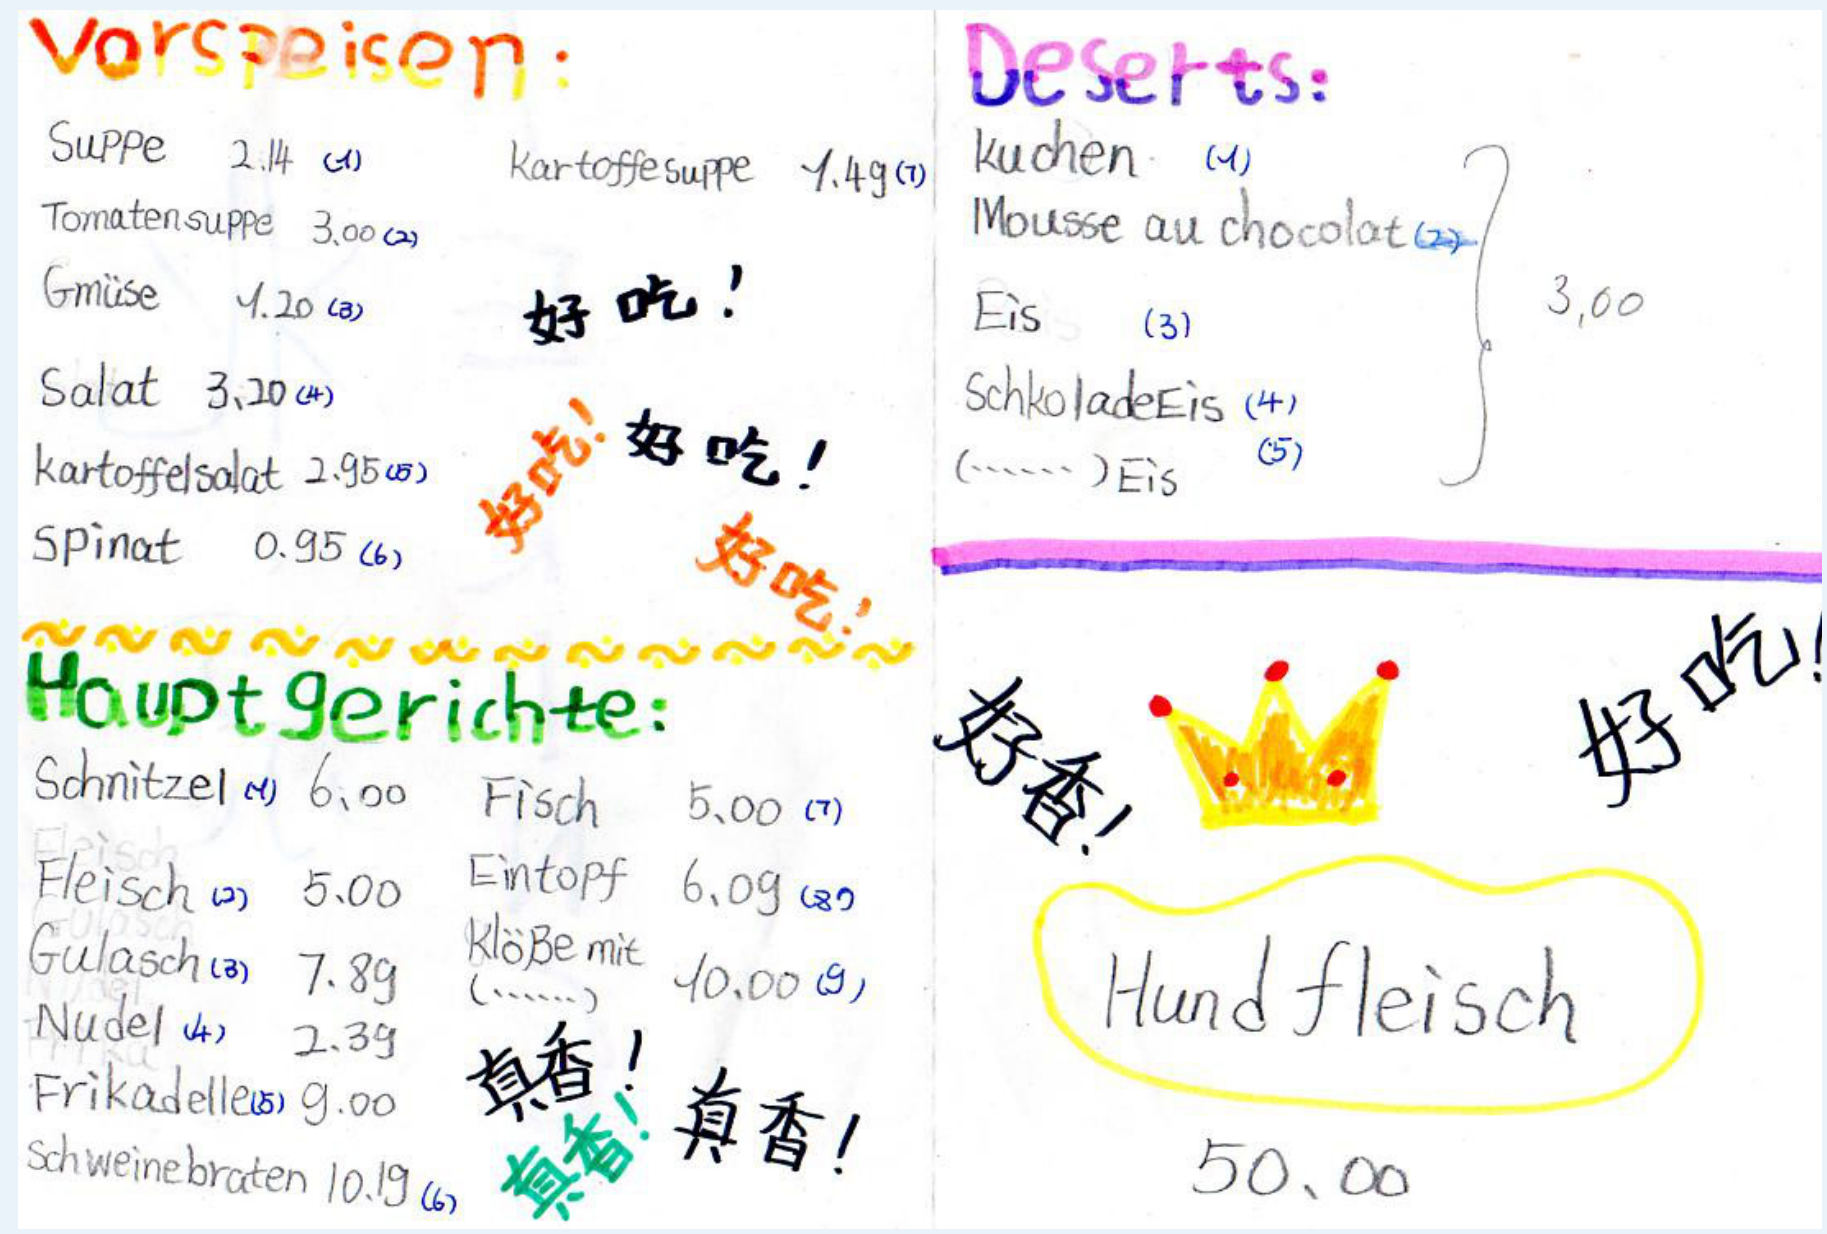 Vorspeisen:
Suppe 2.14 (1)
Tomatensuppe 3,00 (2)
Gmüse 1.20 (3)
Salat 3,20 (4)
kartoffelsalat 2.95 (5)
Spinat 0.95 (6)
kartoffesuppe 1.49 (7)
好吃!
好吃!
好吃!
好吃!
Hauptgerichte:
Schnitzel (1) 6,00
Fleisch (2) 5.00
Gulasch (3) 7.89
Nudel (4) 2.39
Frikadelle (5) 9.00
Schweinebraten 10.19 (6)
Fisch 5.00 (7)
Eintopf 6.09 (8)
klöße mit
(......) 10.00 (9)
真香!
真香!
真香!
Deserts:
kuchen (1)
Mousse au chocolat (2)
Eis (3)
SchkoladeEis (4)
(......) Eis (5)
3,00
好香!
好吃!
Hundfleisch
50,00